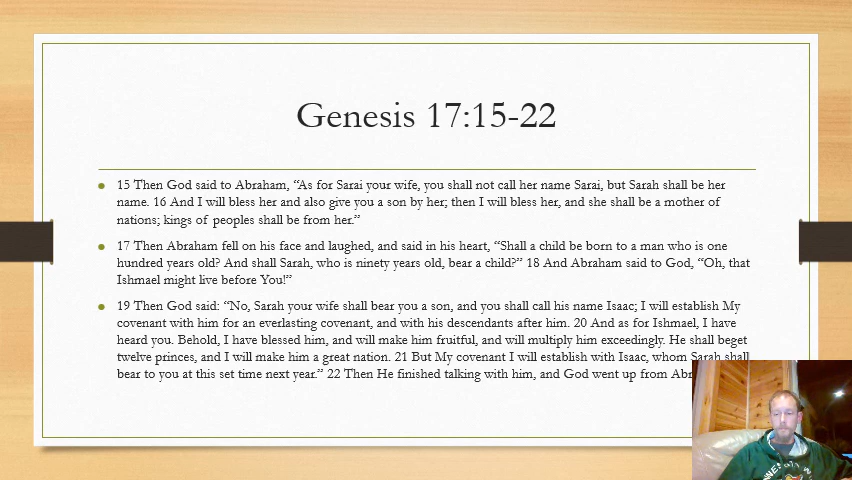 Genesis 17:15-22
15 Then God said to Abraham, “As for Sarai your wife, you shall not call her name Sarai, but Sarah shall be her
name. 16 And I will bless her and also give you a son by her; then I will bless her, and she shall be a mother of
nations; kings of peoples shall be from her.”
17 Then Abraham fell on his face and laughed, and said in his heart, “Shall a child be born to a man who is one
hundred years old? And shall Sarah, who is ninety years old, bear a child?” 18 And Abraham said to God, “Oh, that
Ishmael might live before You!”
19 Then God said: “No, Sarah your wife shall bear you a son, and you shall call his name Isaac; I will establish My
covenant with him for an everlasting covenant, and with his descendants after him. 20 And as for Ishmael, I have
heard you. Behold, I have blessed him, and will make him fruitful, and will multiply him exceedingly. He shall beget
twelve princes, and I will make him a great nation. 21 But My covenant I will establish with Isaac, whom Sarah shall
bear to you at this set time next year.” 22 Then He finished talking with him, and God went up from